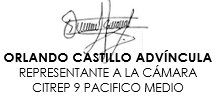 ORLANDO CASTILLO ADVÍNCULA
REPRESENTANTE A LA CÁMARA
CITREP 9 PACIFICO MEDIO